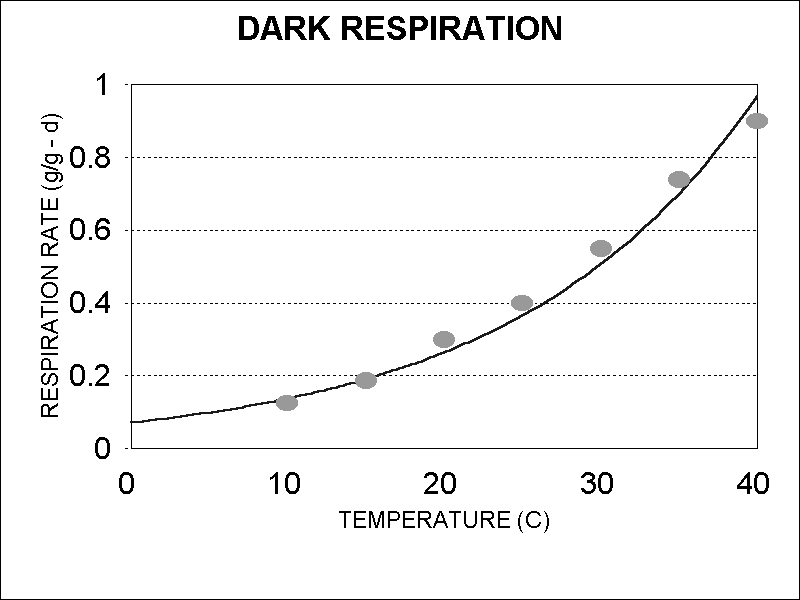 DARK RESPIRATION
1
0.8
0.6
0.4
0.2
0
RESPIRATION RATE (g/g - d)
0 10 20 30 40
TEMPERATURE (C)